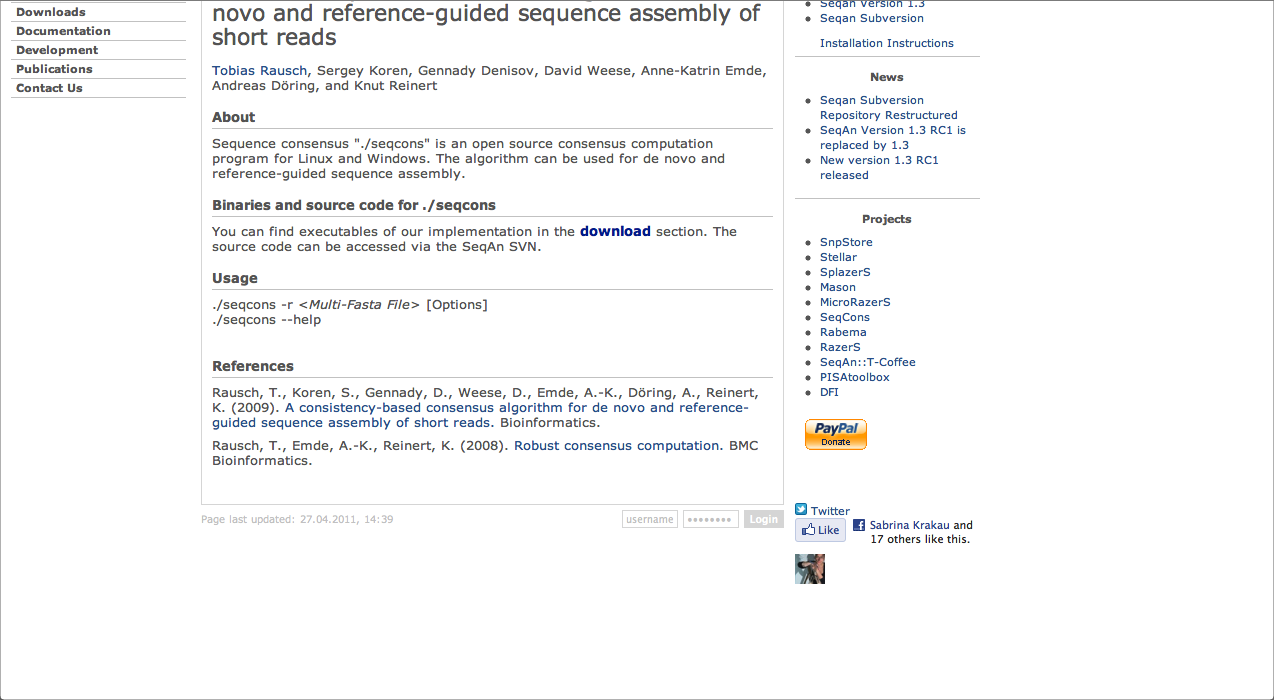 Downloads
Documentation
Development
Publications
Contact Us
novo and reference-guided sequence assembly of
short reads
Tobias Rausch, Sergey Koren, Gennady Denisov, David Weese, Anne-Katrin Emde,
Andreas Döring, and Knut Reinert
About
Sequence consensus "./seqcons" is an open source consensus computation
program for Linux and Windows. The algorithm can be used for de novo and
reference-guided sequence assembly.
Binaries and source code for ./seqcons
You can find executables of our implementation in the download section. The
source code can be accessed via the SeqAn SVN.
Usage
./seqcons -r <Multi-Fasta File> [Options]
./seqcons --help
References
Rausch, T., Koren, S., Gennady, D., Weese, D., Emde, A.-K., Döring, A., Reinert,
K. (2009). A consistency-based consensus algorithm for de novo and reference-
guided sequence assembly of short reads. Bioinformatics.
Rausch, T., Emde, A.-K., Reinert, K. (2008). Robust consensus computation. BMC
Bioinformatics.
Page last updated: 27.04.2011, 14:39
username
••••••••
Login
Seqan Version 1.3
Seqan Subversion
Installation Instructions
News
Seqan Subversion
Repository Restructured
SeqAn Version 1.3 RC1 is
replaced by 1.3
New version 1.3 RC1
released
Projects
SnpStore
Stellar
SplazerS
Mason
MicroRazerS
SeqCons
Rabema
RazerS
SeqAn::T-Coffee
PISAtoolbox
DFI
PayPal
Donate
Twitter
Like
Sabrina Krakau and
17 others like this.